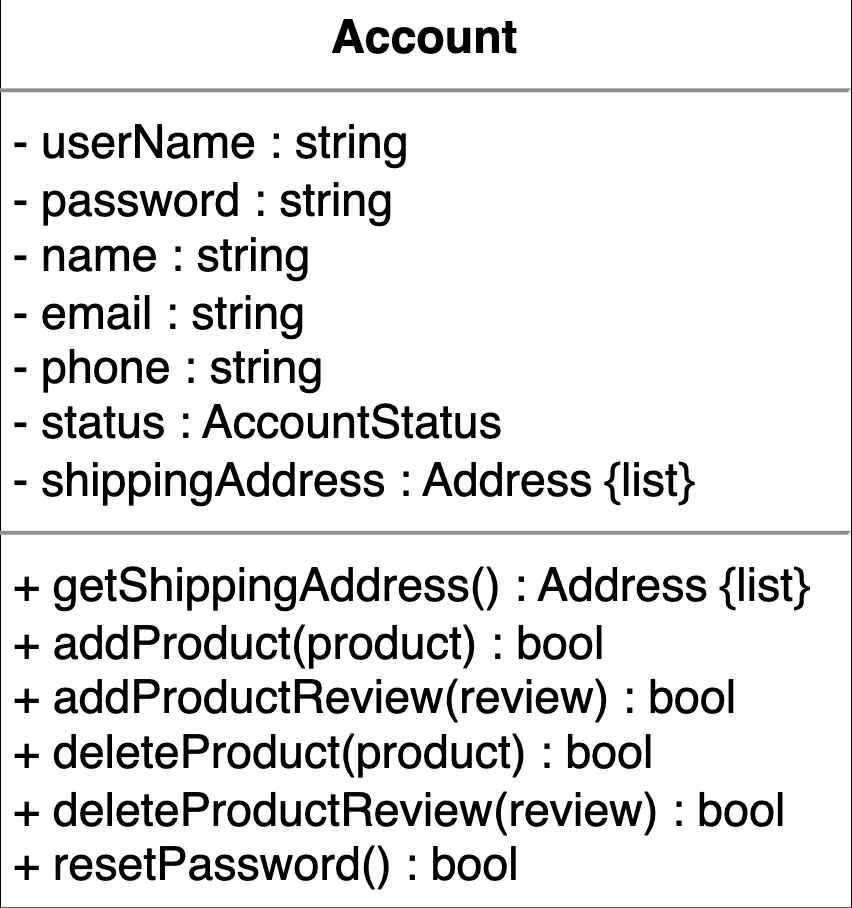 Account
- userName : string
- password : string
- name : string
- email : string
- phone : string
- status : AccountStatus
- shippingAddress : Address {list}
+ getShippingAddress() : Address {list}
+ addProduct(product) : bool
+ addProductReview(review) : bool
+ deleteProduct(product) : bool
+ deleteProductReview(review) : bool
+ resetPassword() : bool